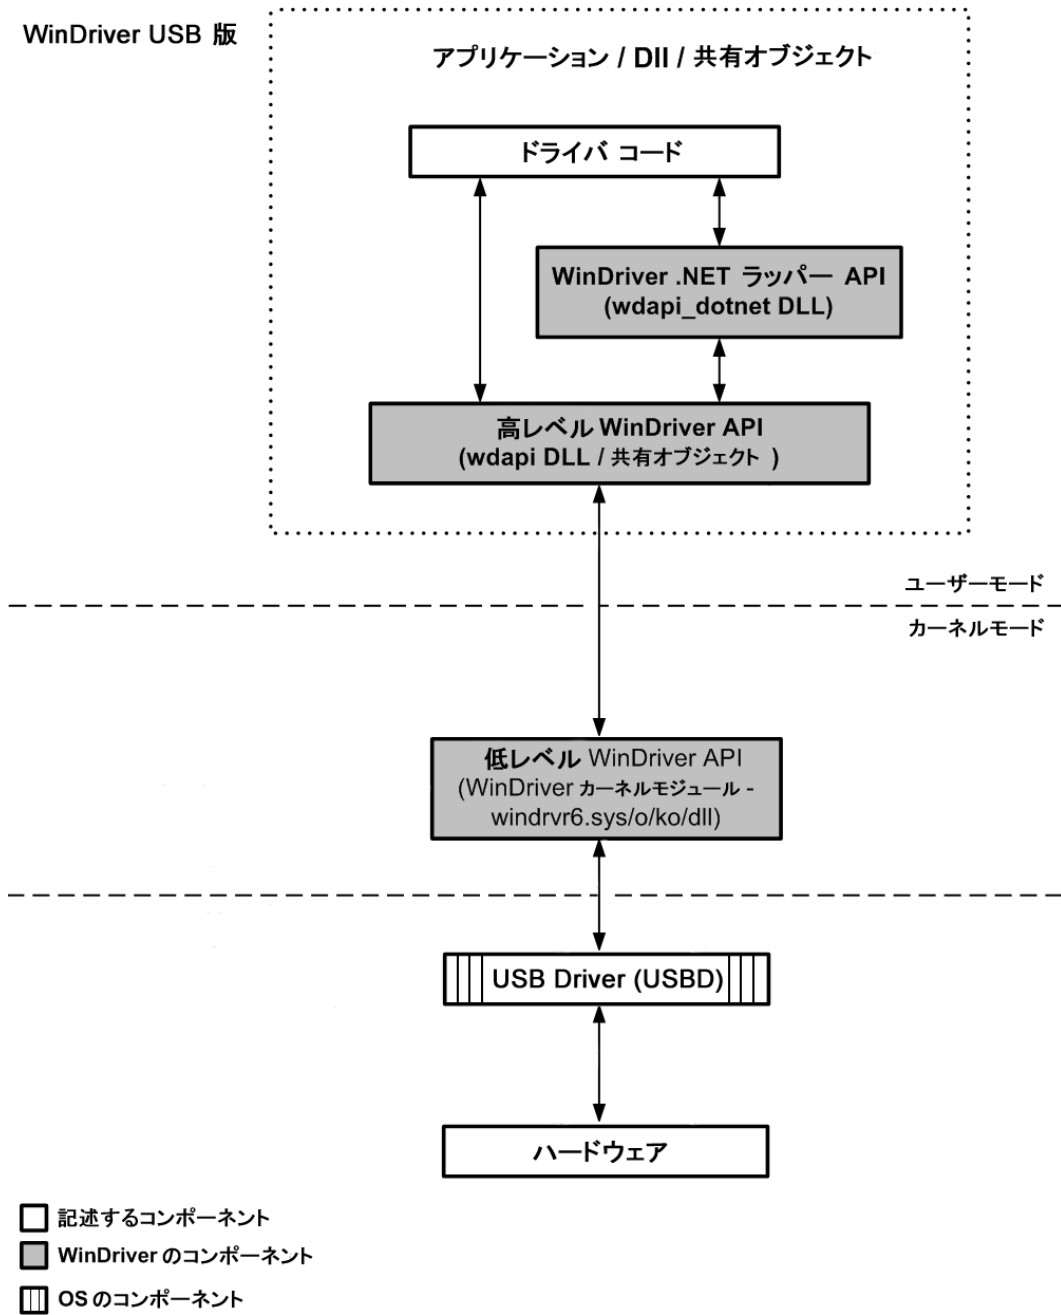 WinDriver USB 版
アプリケーション / Dll / 共有オブジェクト
ドライバ コード
WinDriver .NET ラッパー API
(wdapi_dotnet DLL)
高レベル WinDriver API
(wdapi DLL / 共有オブジェクト )
ユーザーモード
カーネルモード
低レベル WinDriver API
(WinDriver カーネルモジュール -
windrvr6.sys/o/ko/dll)
USB Driver (USBD)
ハードウェア
記述するコンポーネント
WinDriver のコンポーネント
OS のコンポーネント